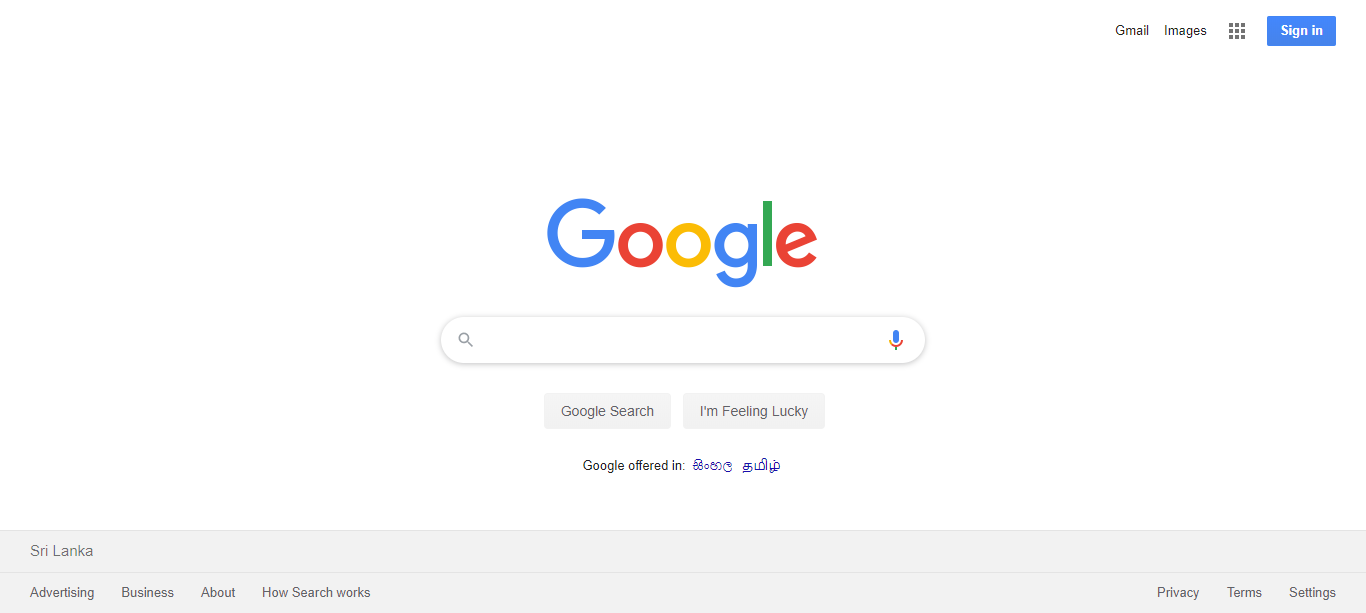 Gmail Images Sign in
Google
Google Search I'm Feeling Lucky
Google offered in: සිංහල தமிழ்
Sri Lanka
Advertising Business About How Search works Privacy Terms Settings